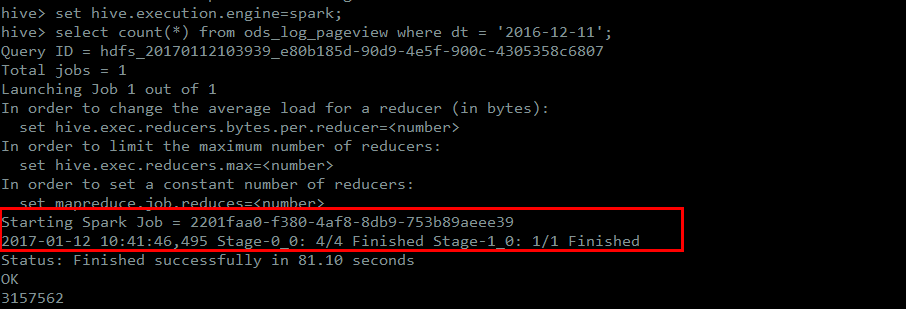 hive> set hive.execution.engine=spark;
hive> select count(*) from ods_log_pageview where dt = '2016-12-11';
Query ID = hdfs_20170112103939_e80b185d-90d9-4e5f-900c-4305358c6807
Total jobs = 1
Launching Job 1 out of 1
In order to change the average load for a reducer (in bytes):
  set hive.exec.reducers.bytes.per.reducer=<number>
In order to limit the maximum number of reducers:
  set hive.exec.reducers.max=<number>
In order to set a constant number of reducers:
  set mapreduce.job.reduces=<number>
Starting Spark Job = 2201faa0-f380-4af8-8db9-753b89aeee39
2017-01-12 10:41:46,495 Stage-0_0: 4/4 Finished Stage-1_0: 1/1 Finished
Status: Finished successfully in 81.10 seconds
OK
3157562